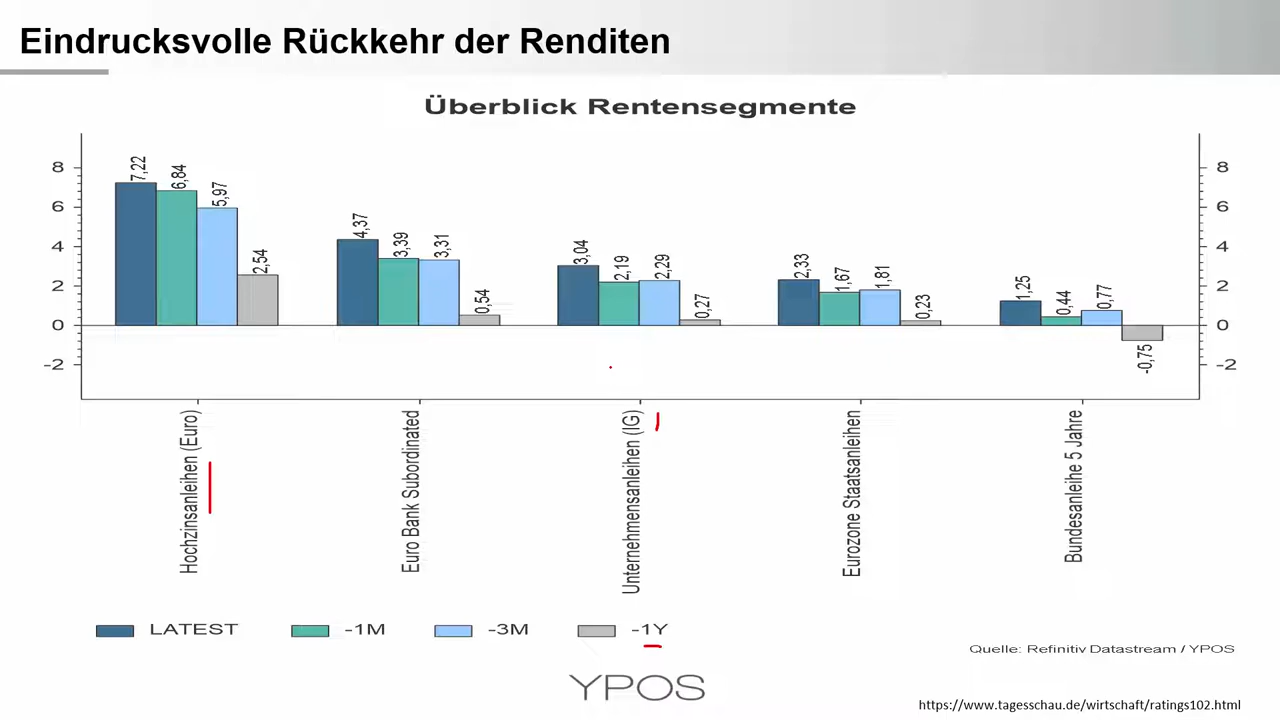 Eindrucksvolle Rückkehr der Renditen
Überblick Rentensegmente
8
6
4
2
0
-2
7,22
6,84
5,97
2,54
4,37
3,39
3,31
0,54
3,04
2,19
2,29
0,27
2,33
1,67
1,81
0,23
1,25
0,44
0,77
-0,75
8
6
4
2
0
-2
Hochzinsanleihen (Euro)
Euro Bank Subordinated
Unternehmensanleihen (IG)
Eurozone Staatsanleihen
Bundesanleihe 5 Jahre
LATEST -1M -3M -1Y
Quelle: Refinitiv Datastream / YPOS
YPOS
https://www.tagesschau.de/wirtschaft/ratings102.html